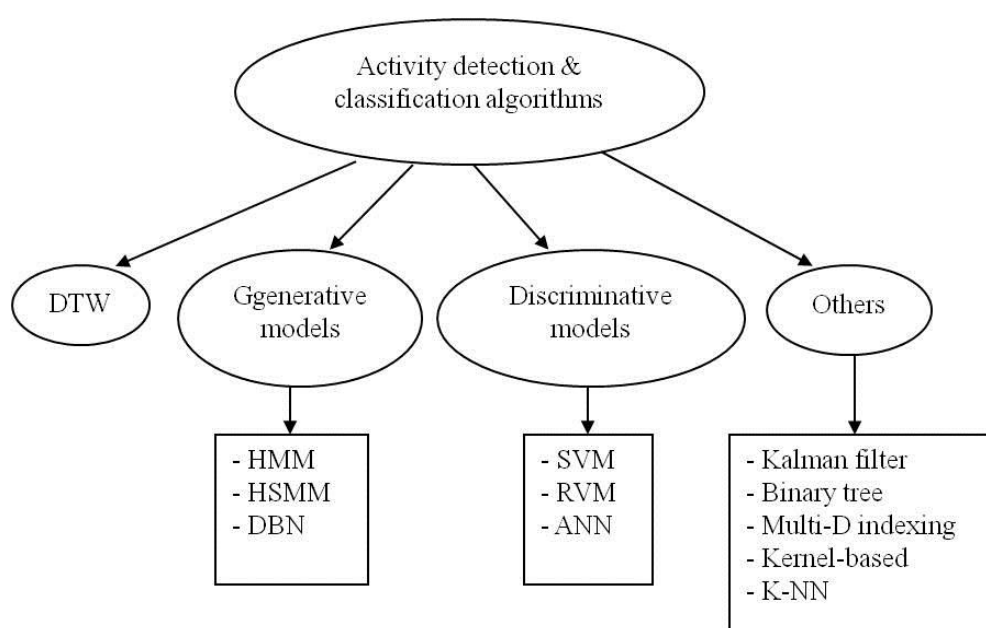 Activity detection &
classification algorithms
DTW
Ggenerative
models
Discriminative
models
Others
- HMM
- HSMM
- DBN
- SVM
- RVM
- ANN
- Kalman filter
- Binary tree
- Multi-D indexing
- Kernel-based
- K-NN